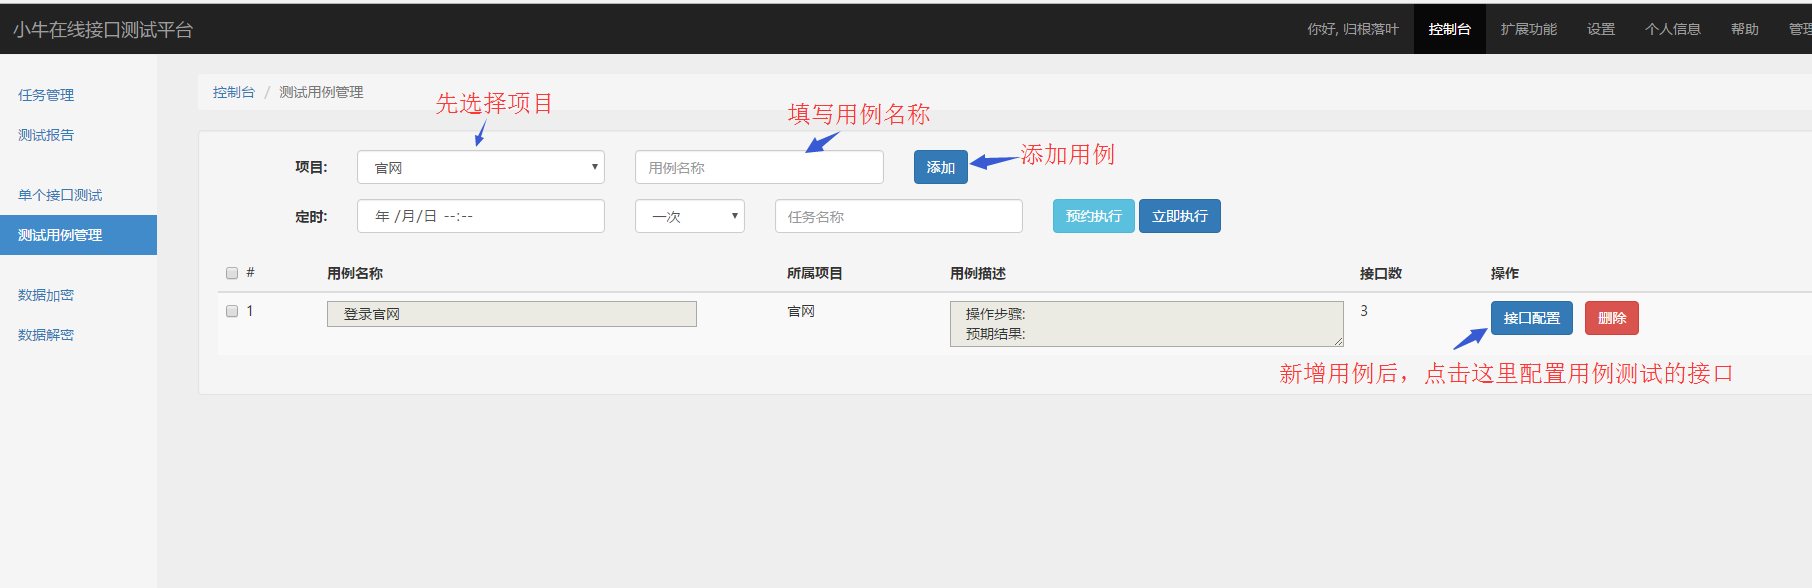 小牛在线接口测试平台
你好, 归根落叶 控制台 扩展功能 设置 个人信息 帮助 管理
任务管理
测试报告
单个接口测试
测试用例管理
数据加密
数据解密
控制台 / 测试用例管理
先选择项目
填写用例名称
项目: 官网 用例名称 添加
添加用例
定时: 年 /月/日 --:-- 一次 任务名称 预约执行 立即执行
# 用例名称 所属项目 用例描述 接口数 操作
1 登录官网 官网 操作步骤: 3 接口配置 删除
预期结果:
新增用例后，点击这里配置用例测试的接口